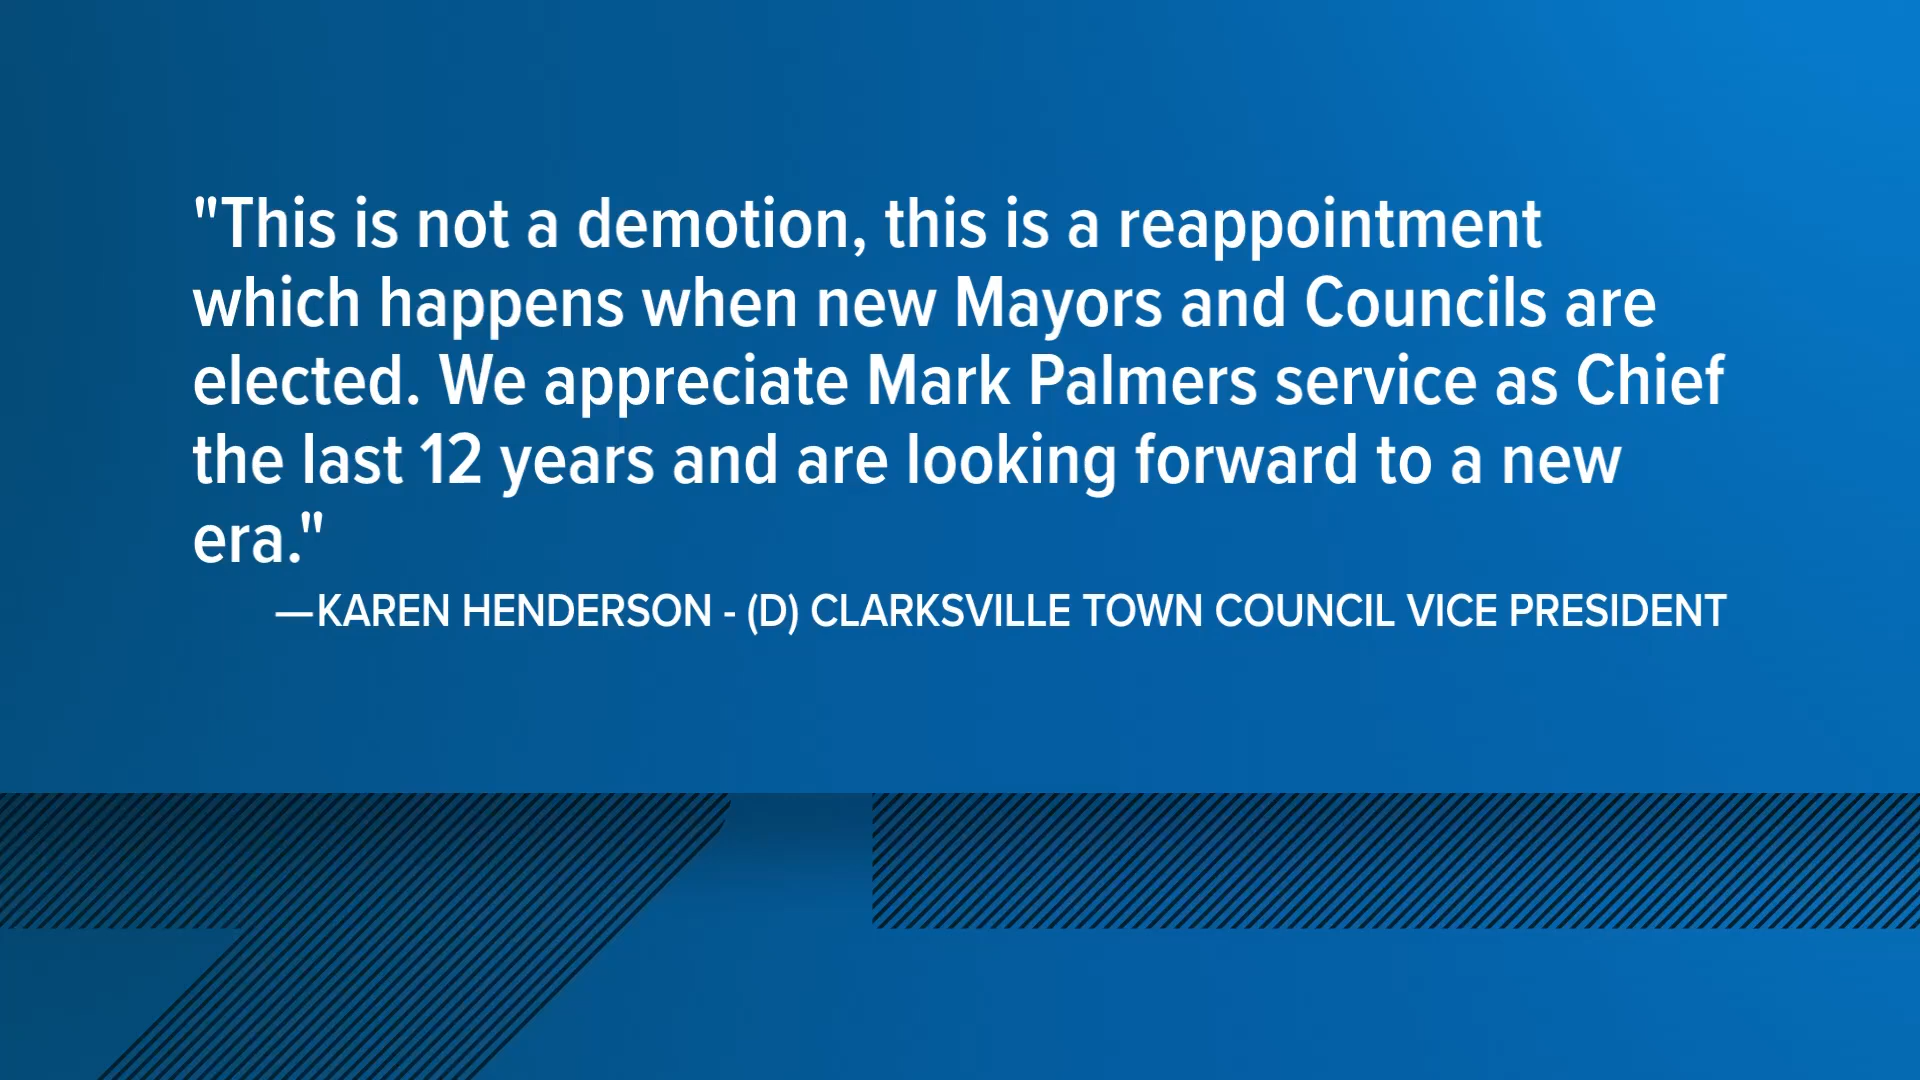 "This is not a demotion, this is a reappointment
which happens when new Mayors and Councils are
elected. We appreciate Mark Palmers service as Chief
the last 12 years and are looking forward to a new
era."
—KAREN HENDERSON - (D) CLARKSVILLE TOWN COUNCIL VICE PRESIDENT